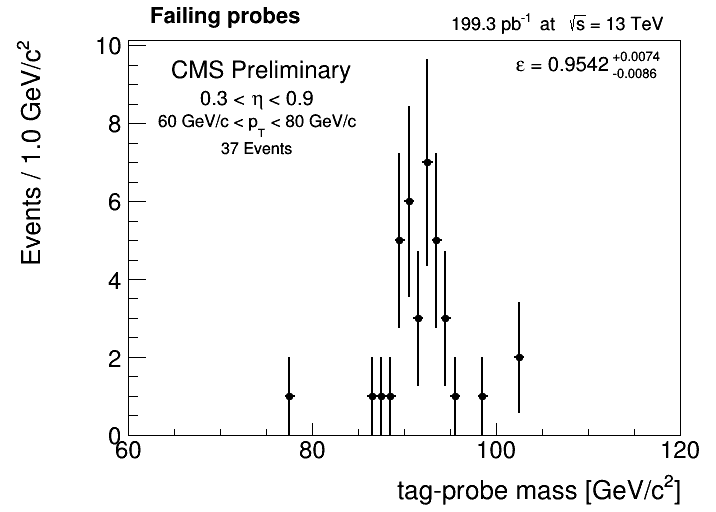 Failing probes
199.3 pb⁻¹ at √s = 13 TeV
CMS Preliminary
0.3 < η < 0.9
60 GeV/c < p_T < 80 GeV/c
37 Events
ε = 0.9542 +0.0074 -0.0086
Events / 1.0 GeV/c²
10
8
6
4
2
0
60 80 100 120
tag-probe mass [GeV/c²]